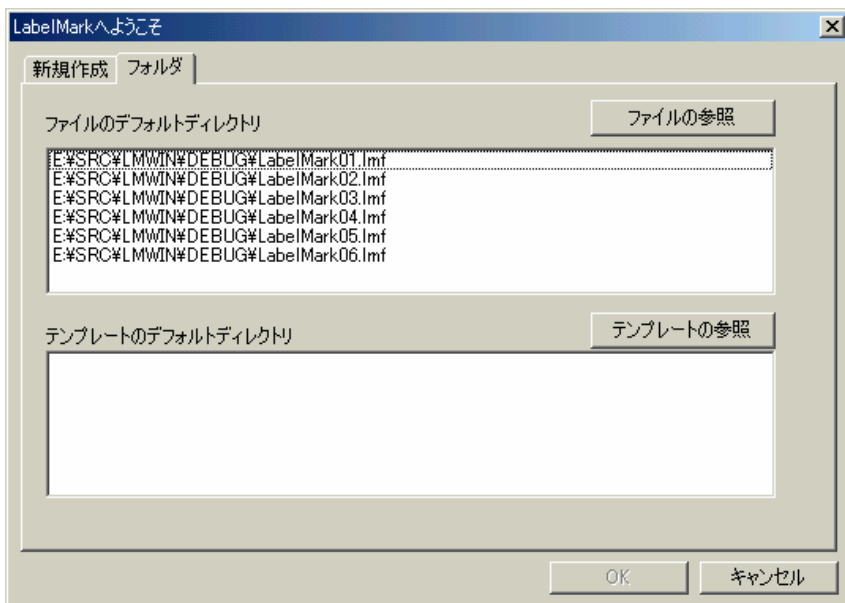 LabelMarkへようこそ
新規作成 フォルダ
ファイルのデフォルトディレクトリ ファイルの参照
E:¥SRC¥LMWIN¥DEBUG¥LabelMark01.lmf
E:¥SRC¥LMWIN¥DEBUG¥LabelMark02.lmf
E:¥SRC¥LMWIN¥DEBUG¥LabelMark03.lmf
E:¥SRC¥LMWIN¥DEBUG¥LabelMark04.lmf
E:¥SRC¥LMWIN¥DEBUG¥LabelMark05.lmf
E:¥SRC¥LMWIN¥DEBUG¥LabelMark06.lmf
テンプレートのデフォルトディレクトリ テンプレートの参照
OK キャンセル